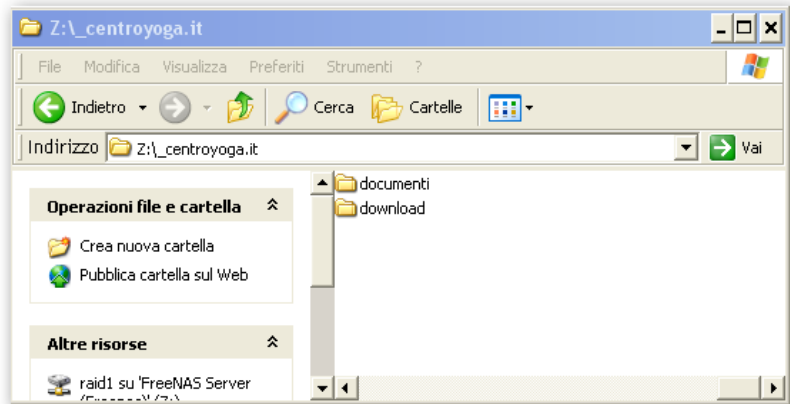 Z:\_centroyoga.it
File Modifica Visualizza Preferiti Strumenti ?
Indietro Cerca Cartelle
Indirizzo Z:\_centroyoga.it Vai
Operazioni file e cartella
Crea nuova cartella
Pubblica cartella sul Web
Altre risorse
raid1 su 'FreeNAS Server
documenti
download